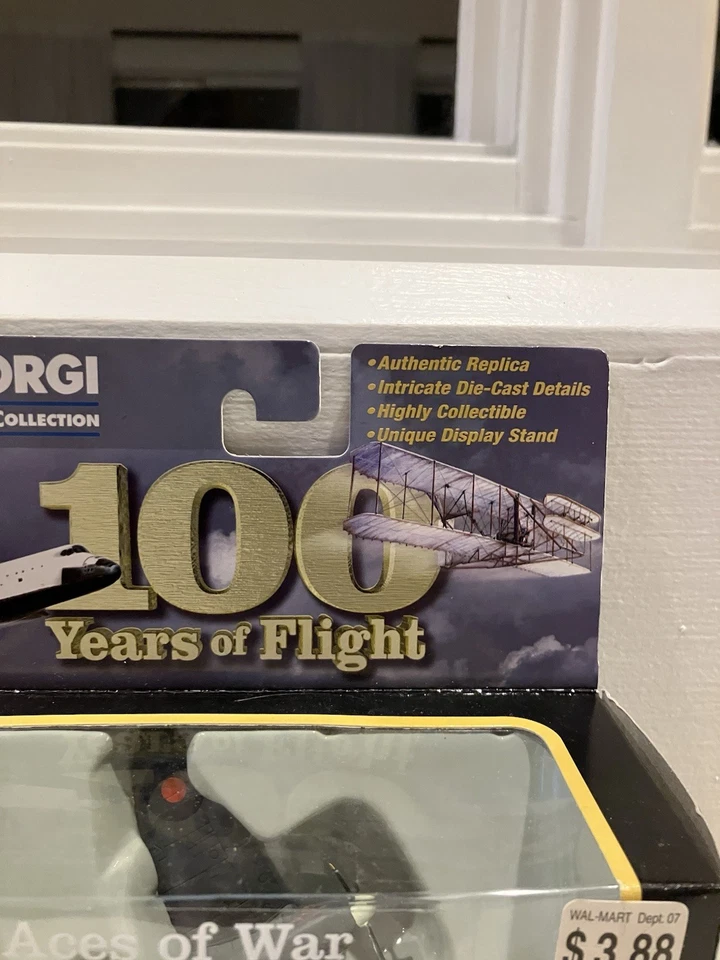 ORGI
COLLECTION
• Authentic Replica
• Intricate Die-Cast Details
• Highly Collectible
• Unique Display Stand
100
Years of Flight
Aces of War
WAL-MART Dept. 07
$3.88